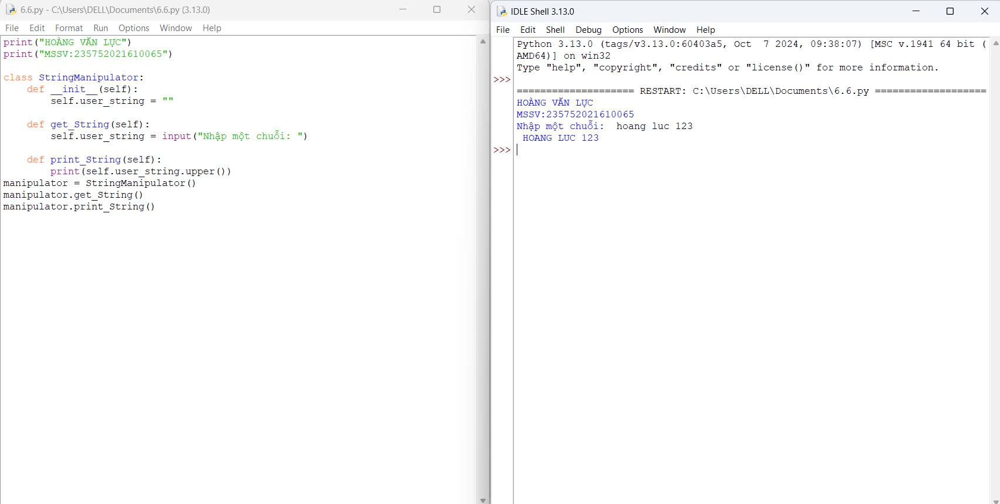 6.6.py - C:\Users\DELL\Documents\6.6.py (3.13.0)
File Edit Format Run Options Window Help
print("HOÀNG VĂN LỰC")
print("MSSV:235752021610065")
class StringManipulator:
    def __init__(self):
        self.user_string = ""
    def get_String(self):
        self.user_string = input("Nhập một chuỗi: ")
    def print_String(self):
        print(self.user_string.upper())
manipulator = StringManipulator()
manipulator.get_String()
manipulator.print_String()
IDLE Shell 3.13.0
File Edit Shell Debug Options Window Help
Python 3.13.0 (tags/v3.13.0:60403a5, Oct  7 2024, 09:38:07) [MSC v.1941 64 bit (
AMD64)] on win32
Type "help", "copyright", "credits" or "license()" for more information.
>>>
==================== RESTART: C:\Users\DELL\Documents\6.6.py ===================
HOÀNG VĂN LỰC
MSSV:235752021610065
Nhập một chuỗi:  hoang luc 123
 HOANG LUC 123
>>>